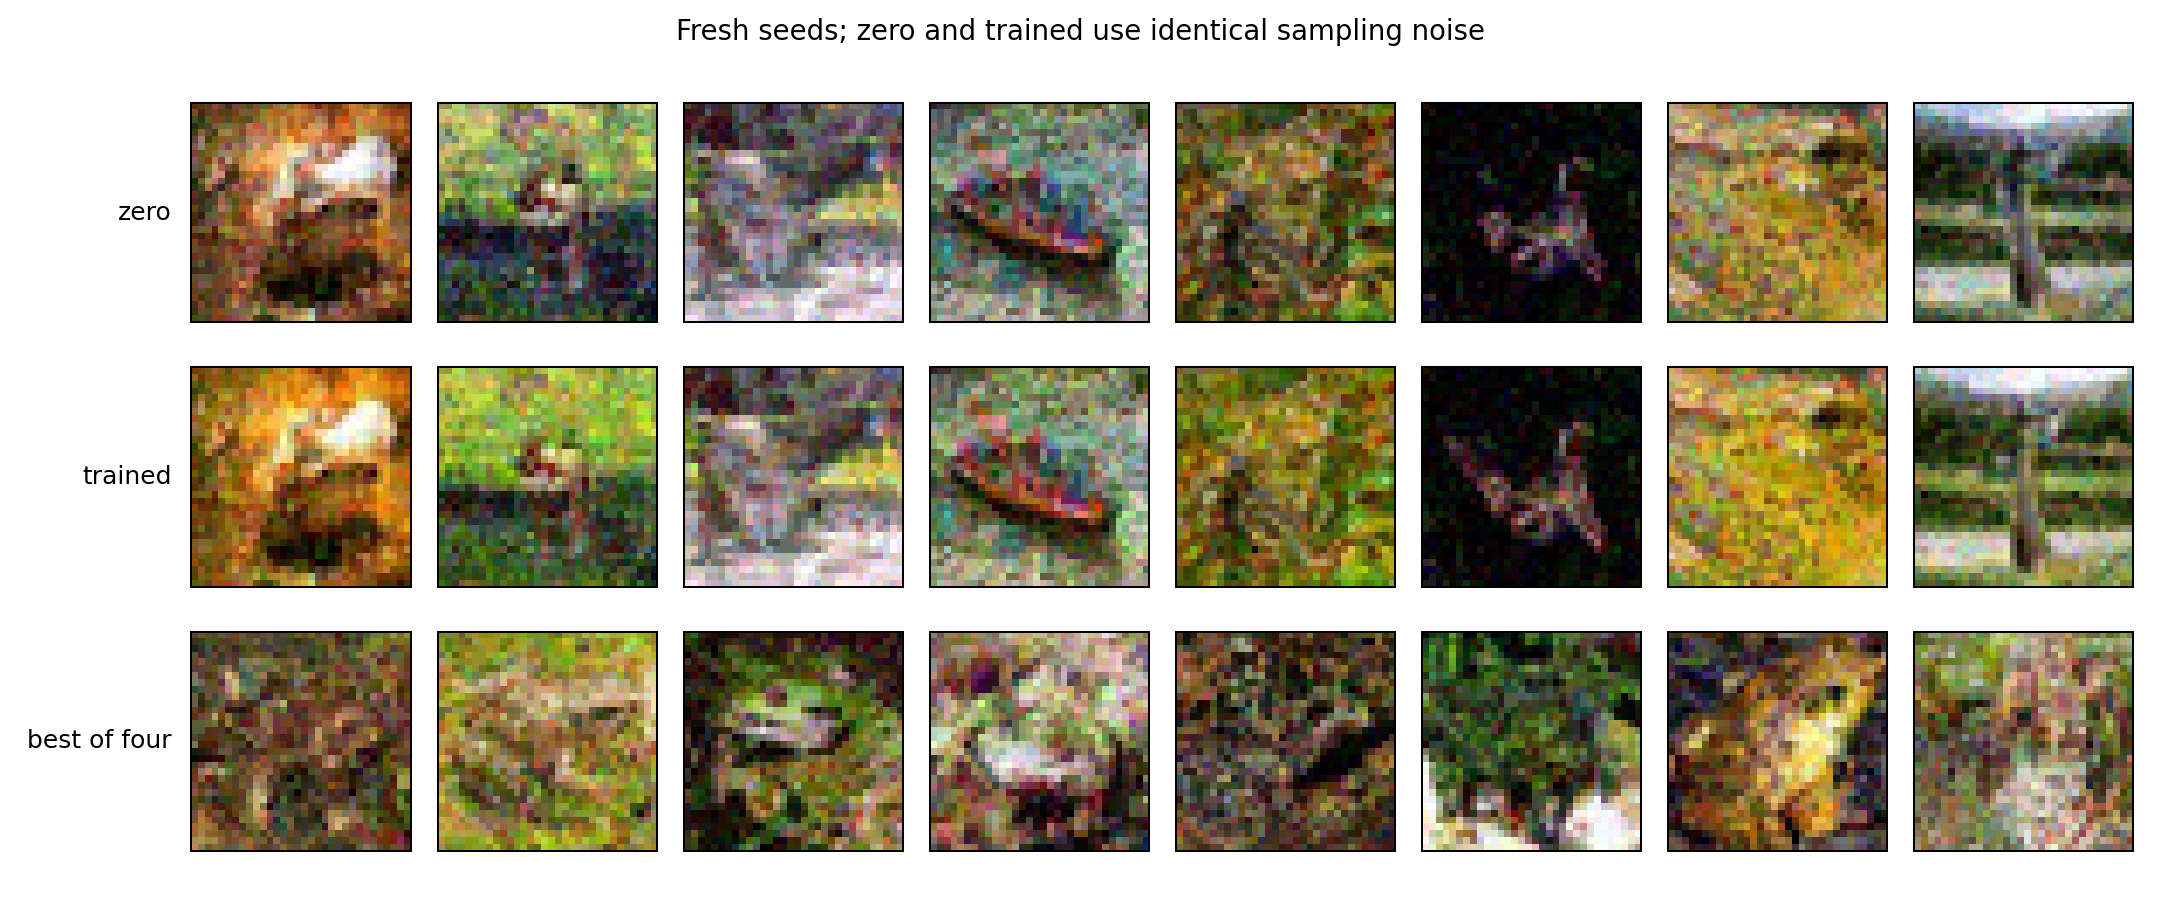 Fresh seeds; zero and trained use identical sampling noise
zero
trained
best of four